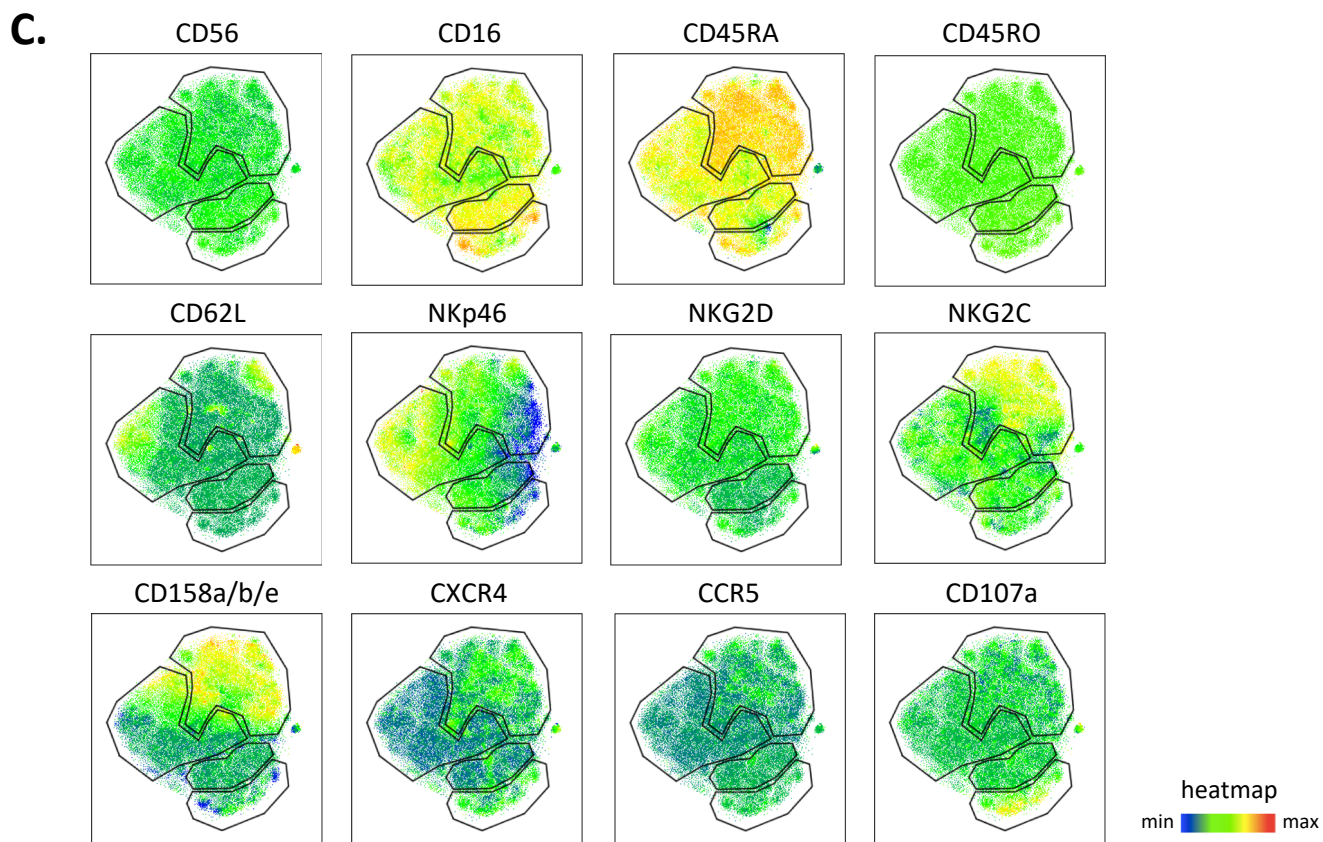 C.
CD56 CD16 CD45RA CD45RO
CD62L NKp46 NKG2D NKG2C
CD158a/b/e CXCR4 CCR5 CD107a
heatmap
min max